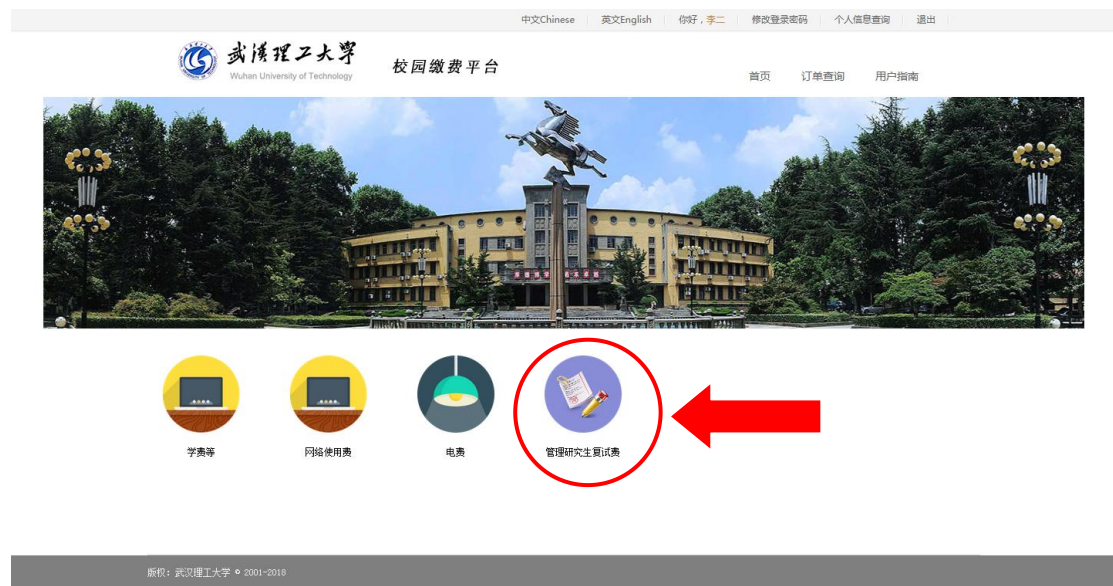 中文Chinese 英文English 你好，李二 修改登录密码 个人信息查询 退出
武汉理工大学
Wuhan University of Technology
校园缴费平台
首页 订单查询 用户指南
学费等 网络使用费 电费 管理研究生复试费
版权：武汉理工大学 © 2001-2018